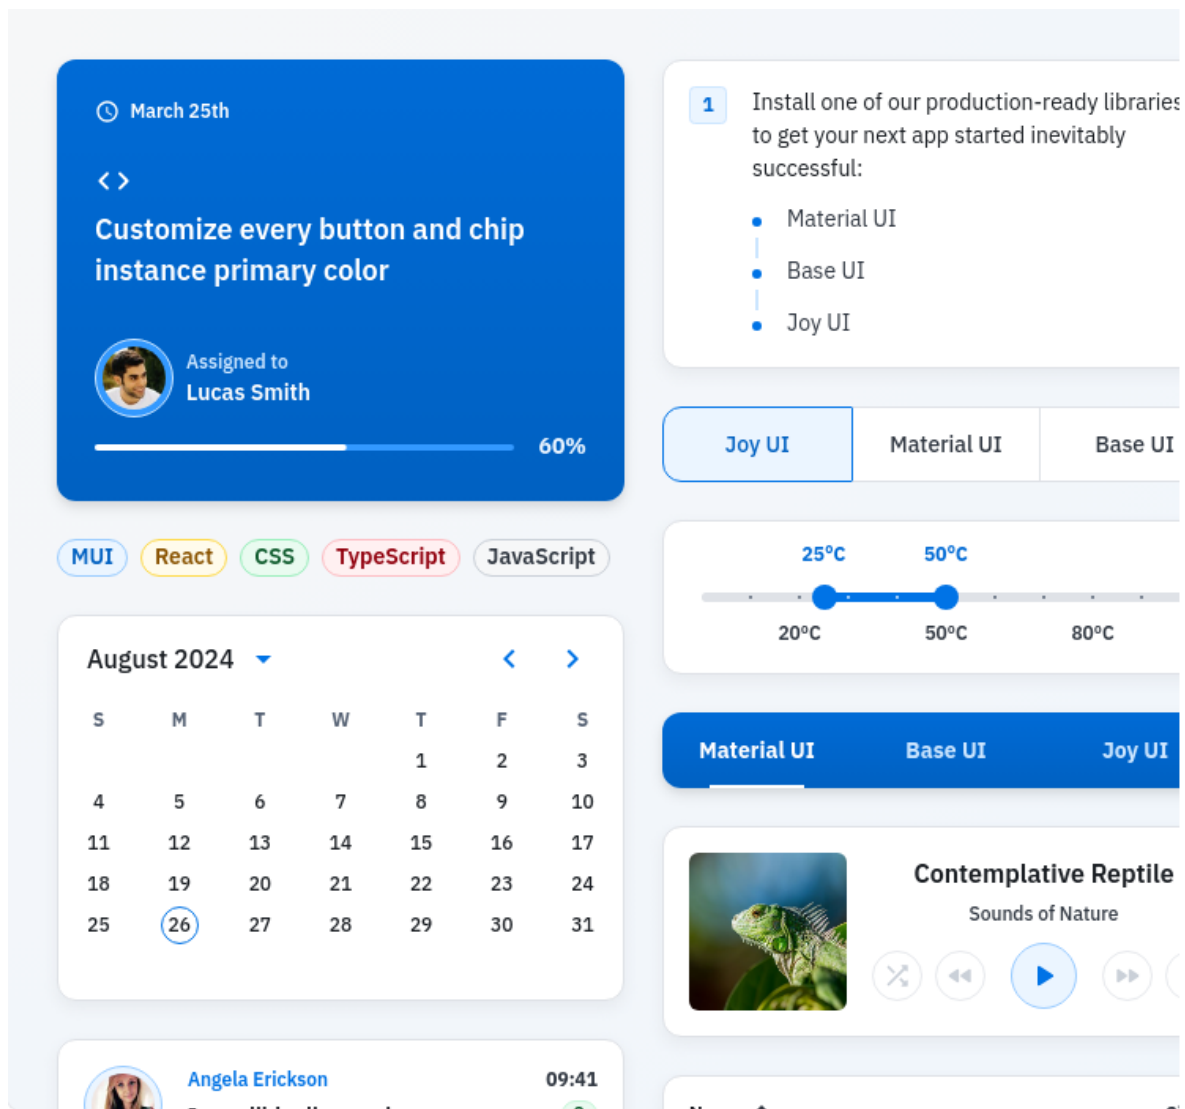 March 25th
Customize every button and chip
instance primary color
Assigned to
Lucas Smith
60%
MUI React CSS TypeScript JavaScript
August 2024
S M T W T F S
1 2 3
4 5 6 7 8 9 10
11 12 13 14 15 16 17
18 19 20 21 22 23 24
25 26 27 28 29 30 31
Angela Erickson 09:41
1 Install one of our production-ready libraries
to get your next app started inevitably
successful:
Material UI
Base UI
Joy UI
Joy UI Material UI Base UI
25°C 50°C
20°C 50°C 80°C
Material UI Base UI Joy UI
Contemplative Reptile
Sounds of Nature